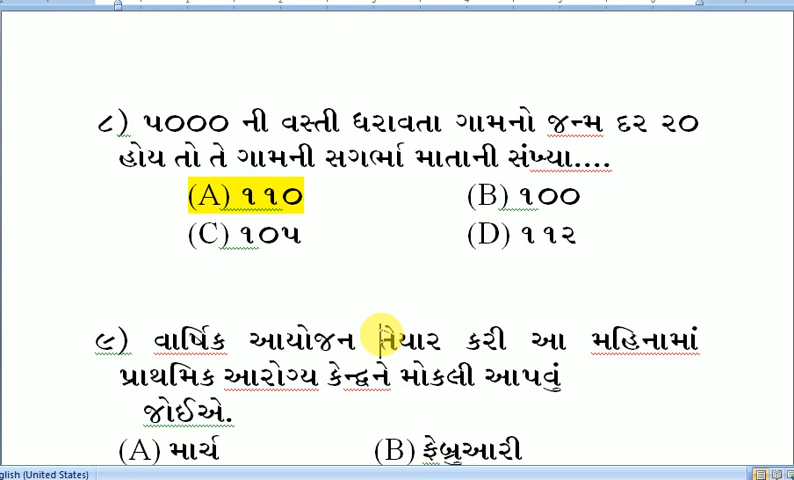 ૮) ૫૦૦૦ ની વસ્તી ધરાવતા ગામનો જન્મ દર ૨૦
હોય તો તે ગામની સગર્ભા માતાની સંખ્યા....
(A) ૧૧૦ (B) ૧૦૦
(C) ૧૦૫ (D) ૧૧૨
૯) વાર્ષિક આયોજન તૈયાર કરી આ મહિનામાં
પ્રાથમિક આરોગ્ય કેન્દ્રને મોકલી આપવું
જોઈએ.
(A) માર્ચ (B) ફેબ્રુઆરી
glish (United States)